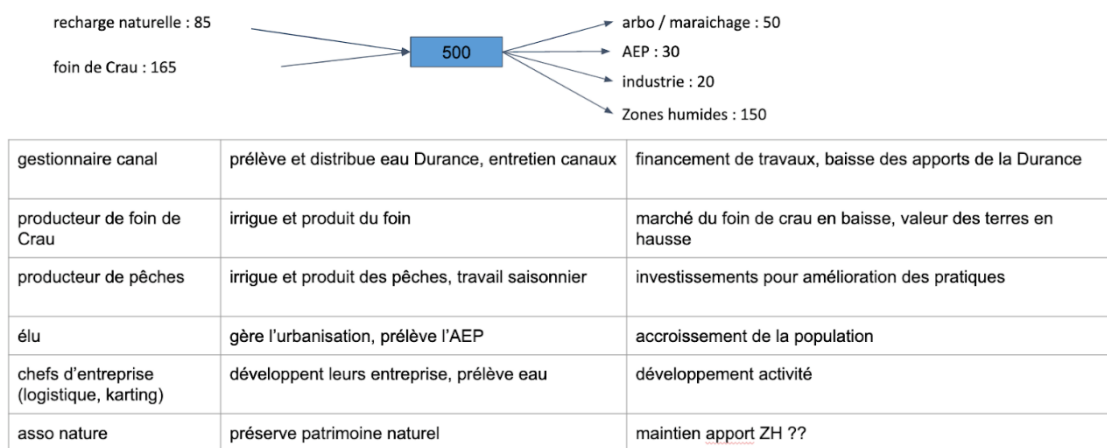 recharge naturelle : 85
foin de Crau : 165
500
arbo / maraichage : 50
AEP : 30
industrie : 20
Zones humides : 150
gestionnaire canal
prélève et distribue eau Durance, entretien canaux
financement de travaux, baisse des apports de la Durance
producteur de foin de
Crau
irrigue et produit du foin
marché du foin de crau en baisse, valeur des terres en
hausse
producteur de pêches
irrigue et produit des pêches, travail saisonnier
investissements pour amélioration des pratiques
élu
gère l'urbanisation, prélève l'AEP
accroissement de la population
chefs d'entreprise
(logistique, karting)
développent leurs entreprise, prélève eau
développement activité
asso nature
préserve patrimoine naturel
maintien apport ZH ??